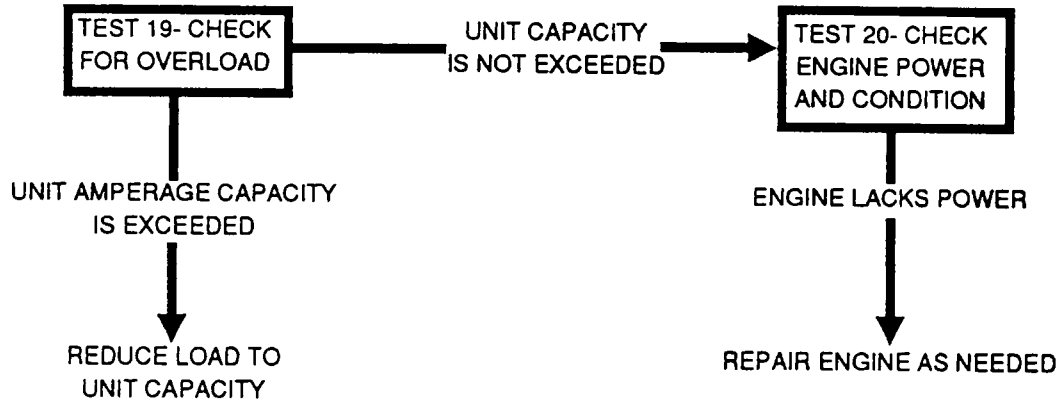 TEST 19- CHECK
FOR OVERLOAD
UNIT CAPACITY
IS NOT EXCEEDED
TEST 20- CHECK
ENGINE POWER
AND CONDITION
UNIT AMPERAGE CAPACITY
IS EXCEEDED
ENGINE LACKS POWER
REDUCE LOAD TO
UNIT CAPACITY
REPAIR ENGINE AS NEEDED